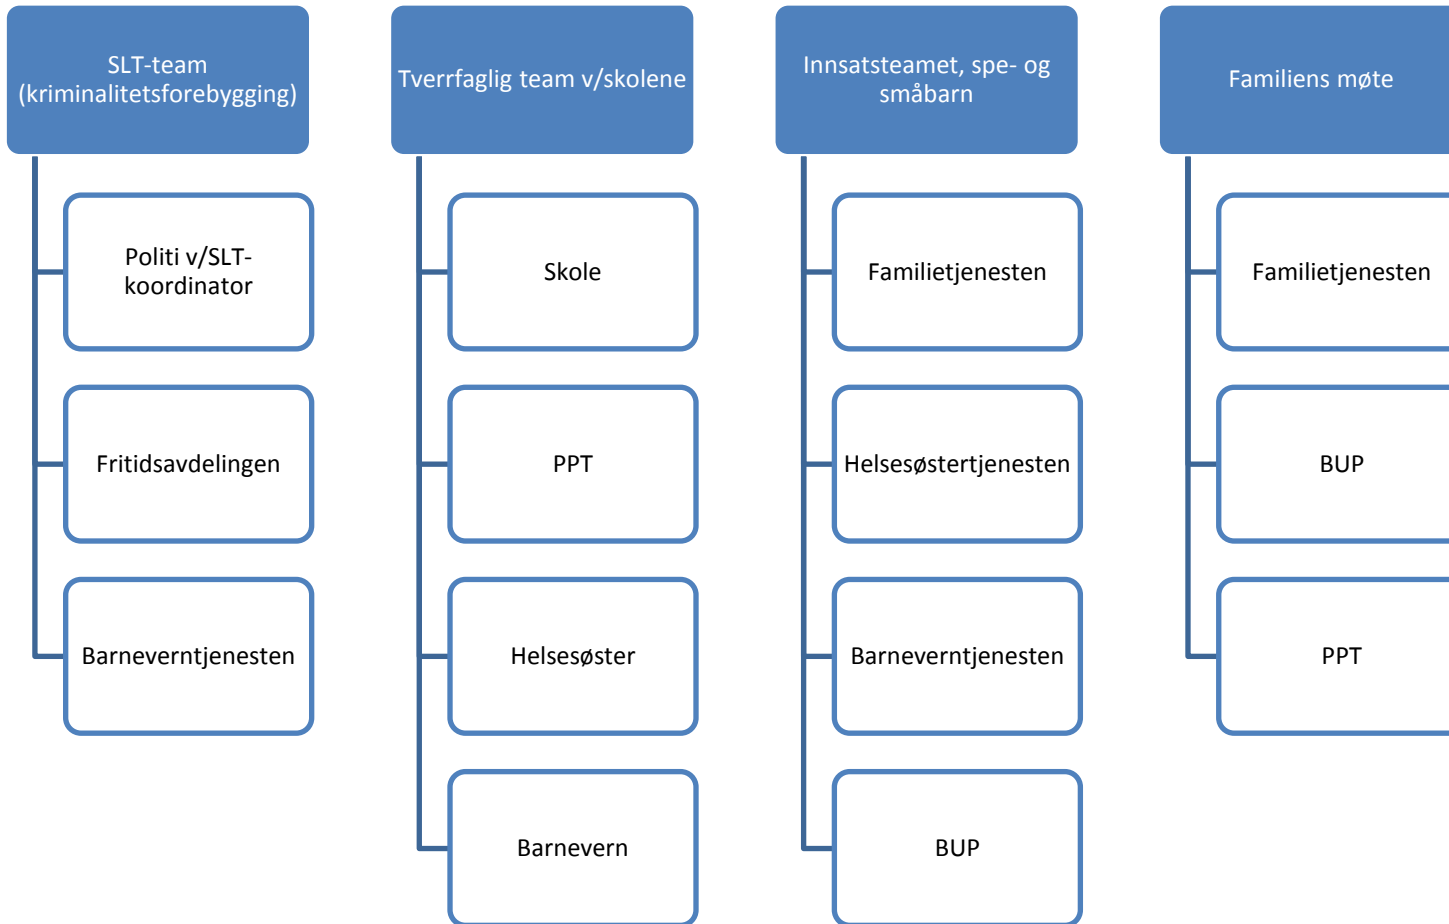 SLT-team
(kriminalitetsforebygging)
Politi v/SLT-
koordinator
Fritidsavdelingen
Barneverntjenesten
Tverrfaglig team v/skolene
Skole
PPT
Helsesøster
Barnevern
Innsatsteamet, spe- og
småbarn
Familietjenesten
Helsesøstertjenesten
Barneverntjenesten
BUP
Familiens møte
Familietjenesten
BUP
PPT